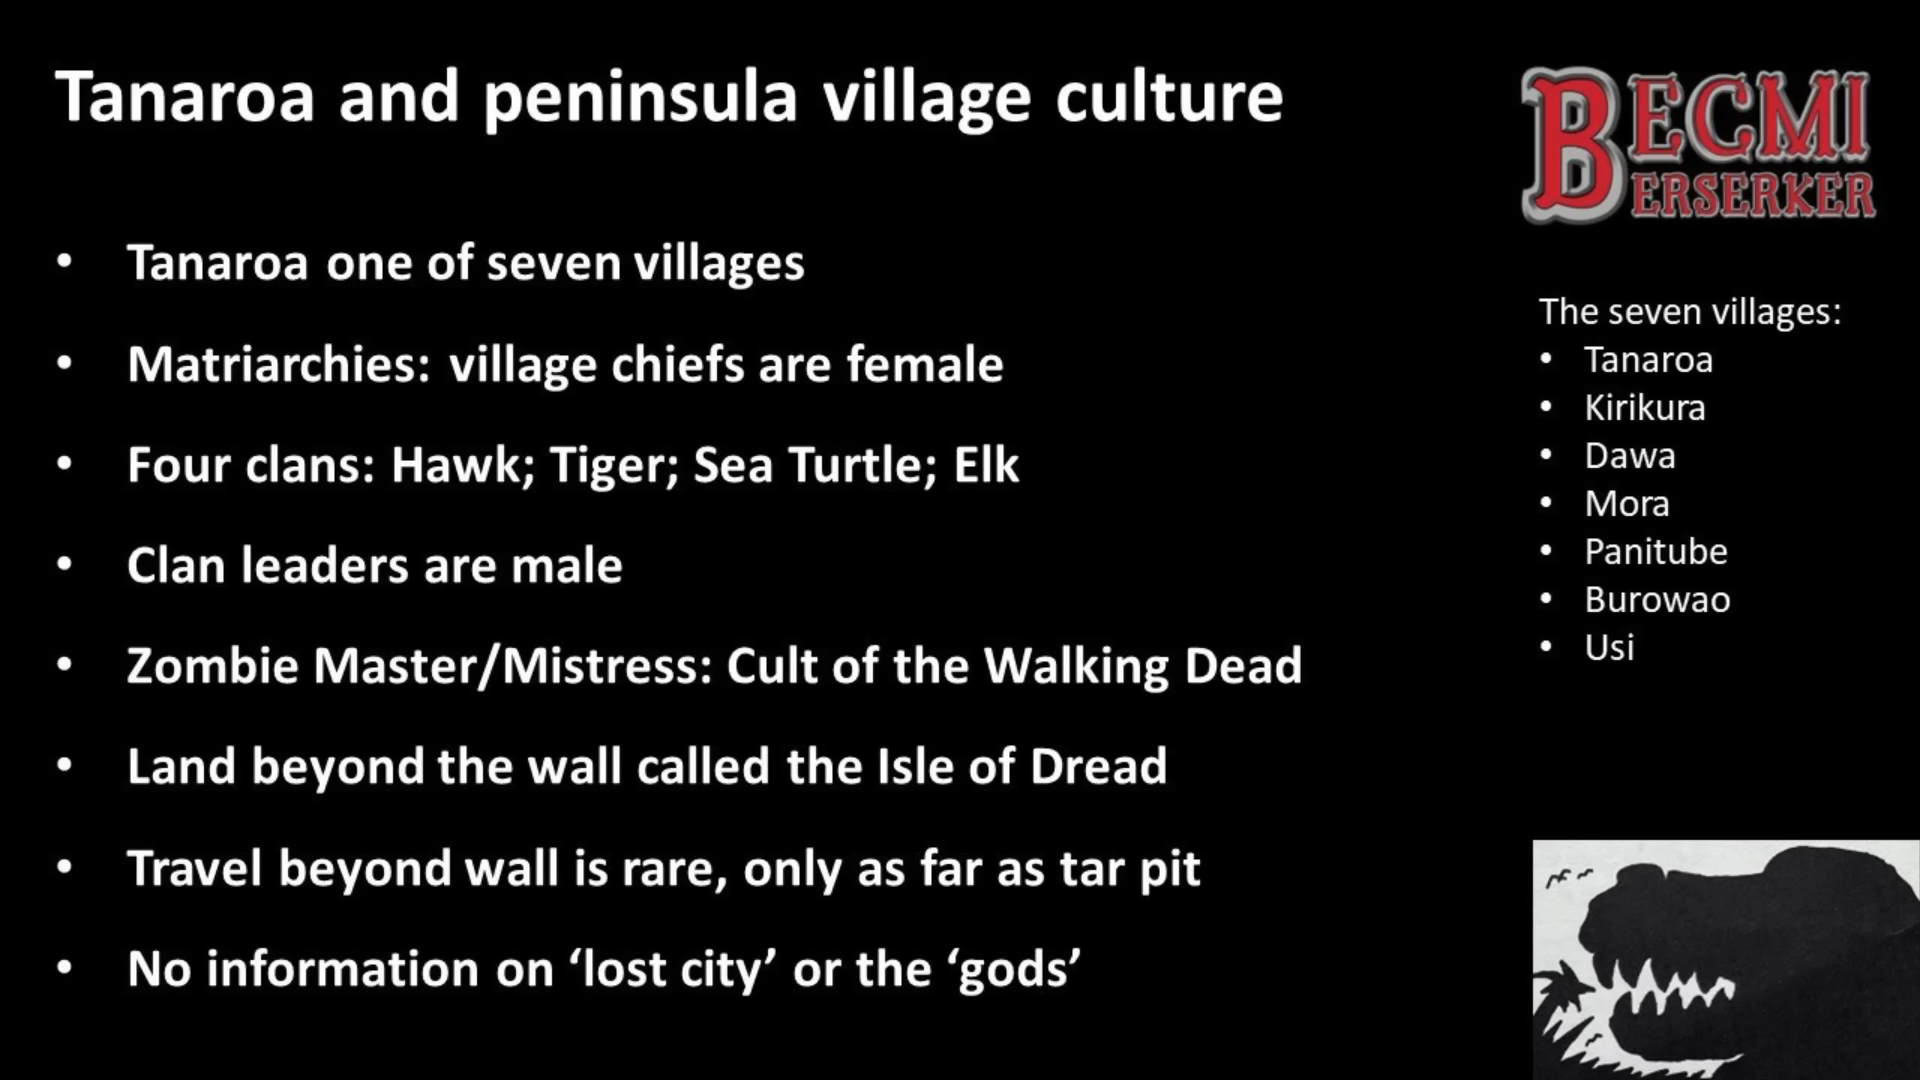 Tanaroa and peninsula village culture
• Tanaroa one of seven villages
• Matriarchies: village chiefs are female
• Four clans: Hawk; Tiger; Sea Turtle; Elk
• Clan leaders are male
• Zombie Master/Mistress: Cult of the Walking Dead
• Land beyond the wall called the Isle of Dread
• Travel beyond wall is rare, only as far as tar pit
• No information on ‘lost city’ or the ‘gods’
BECMI
BERSERKER
The seven villages:
• Tanaroa
• Kirikura
• Dawa
• Mora
• Panitube
• Burowao
• Usi